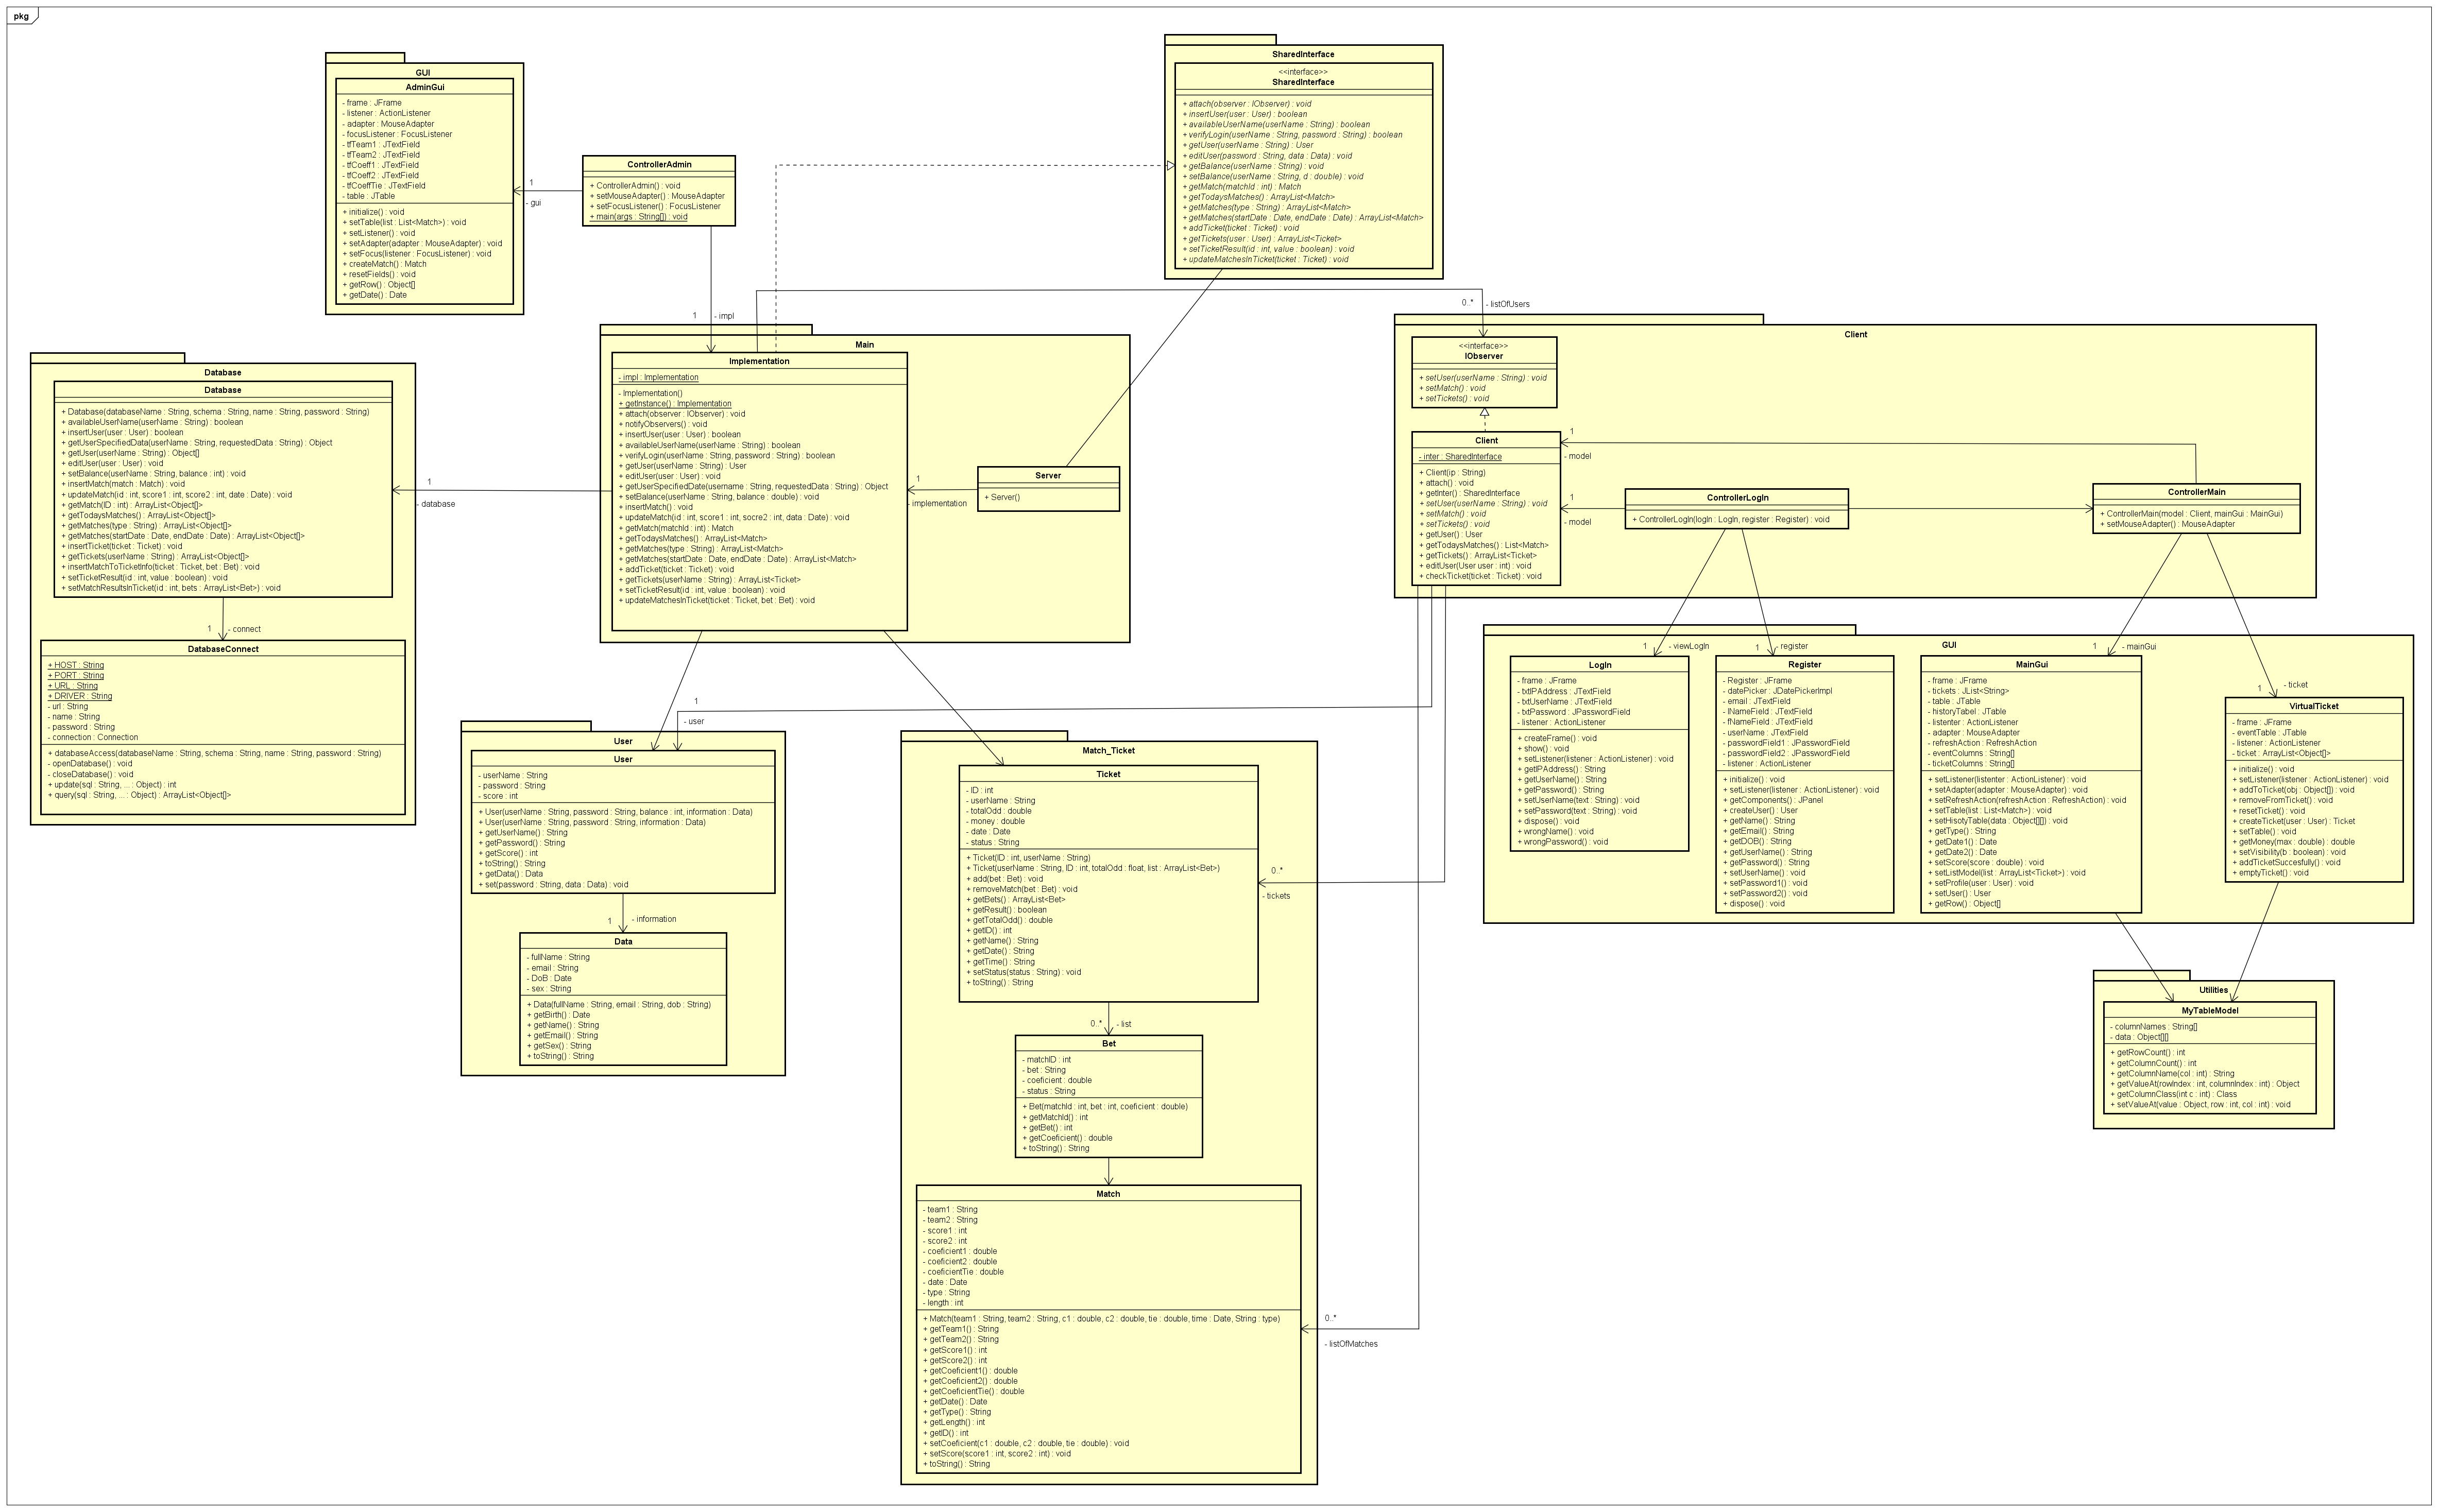 pkg
GUI
AdminGui
- frame : JFrame
- listener : ActionListener
- adapter : MouseAdapter
- focusListener : FocusListener
- tfTeam1 : JTextField
- tfTeam2 : JTextField
- tfCoeff1 : JTextField
- tfCoeff2 : JTextField
- tfCoeffTie : JTextField
- table : JTable
+ initialize() : void
+ setTable(list : List<Match>) : void
+ setListener() : void
+ setAdapter(adapter : MouseAdapter) : void
+ setFocus(listener : FocusListener) : void
+ createMatch() : Match
+ resetFields() : void
+ getRow() : Object[]
+ getDate() : Date
1
- gui
ControllerAdmin
+ ControllerAdmin() : void
+ setMouseAdapter() : MouseAdapter
+ setFocusListener() : FocusListener
+ main(args : String[]) : void
1
- impl
SharedInterface
<<interface>>
SharedInterface
+ attach(observer : IObserver) : void
+ insertUser(user : User) : boolean
+ availableUserName(userName : String) : boolean
+ verifyLogin(userName : String, password : String) : boolean
+ getUser(userName : String) : User
+ editUser(password : String, data : Data) : void
+ getBalance(userName : String) : void
+ setBalance(userName : String, d : double) : void
+ getMatch(matchId : int) : Match
+ getTodaysMatches() : ArrayList<Match>
+ getMatches(type : String) : ArrayList<Match>
+ getMatches(startDate : Date, endDate : Date) : ArrayList<Match>
+ addTicket(ticket : Ticket) : void
+ getTickets(user : User) : ArrayList<Ticket>
+ setTicketResult(id : int, value : boolean) : void
+ updateMatchesInTicket(ticket : Ticket) : void
0..*
- listOfUsers
Database
Database
+ Database(databaseName : String, schema : String, name : String, password : String)
+ availableUserName(userName : String) : boolean
+ insertUser(user : User) : boolean
+ getUserSpecifiedData(userName : String, requestedData : String) : Object
+ getUser(userName : String) : Object[]
+ editUser(user : User) : void
+ setBalance(userName : String, balance : int) : void
+ insertMatch(match : Match) : void
+ updateMatch(id : int, score1 : int, score2 : int, date : Date) : void
+ getMatch(ID : int) : ArrayList<Object[]>
+ getTodaysMatches() : ArrayList<Object[]>
+ getMatches(type : String) : ArrayList<Object[]>
+ getMatches(startDate : Date, endDate : Date) : ArrayList<Object[]>
+ insertTicket(ticket : Ticket) : void
+ getTickets(userName : String) : ArrayList<Object[]>
+ insertMatchToTicketInfo(ticket : Ticket, bet : Bet) : void
+ setTicketResult(id : int, value : boolean) : void
+ setMatchResultsInTicket(id : int, bets : ArrayList<Bet>) : void
1
- connect
DatabaseConnect
+ HOST : String
+ PORT : String
+ URL : String
+ DRIVER : String
- url : String
- name : String
- password : String
- connection : Connection
+ databaseAccess(databaseName : String, schema : String, name : String, password : String)
- openDatabase() : void
- closeDatabase() : void
+ update(sql : String, ... : Object) : int
+ query(sql : String, ... : Object) : ArrayList<Object[]>
1
- database
Main
Implementation
- impl : Implementation
- Implementation()
+ getInstance() : Implementation
+ attach(observer : IObserver) : void
+ notifyObservers() : void
+ insertUser(user : User) : boolean
+ availableUserName(userName : String) : boolean
+ verifyLogin(userName : String, password : String) : boolean
+ getUser(userName : String) : User
+ editUser(user : User) : void
+ getUserSpecifiedDate(username : String, requestedData : String) : Object
+ setBalance(userName : String, balance : double) : void
+ insertMatch() : void
+ updateMatch(id : int, score1 : int, socre2 : int, data : Date) : void
+ getMatch(matchId : int) : Match
+ getTodaysMatches() : ArrayList<Match>
+ getMatches(type : String) : ArrayList<Match>
+ getMatches(startDate : Date, endDate : Date) : ArrayList<Match>
+ addTicket(ticket : Ticket) : void
+ getTickets(userName : String) : ArrayList<Ticket>
+ setTicketResult(id : int, value : boolean) : void
+ updateMatchesInTicket(ticket : Ticket, bet : Bet) : void
1
- implementation
Server
+ Server()
Client
<<interface>>
IObserver
+ setUser(userName : String) : void
+ setMatch() : void
+ setTickets() : void
Client
- inter : SharedInterface
+ Client(ip : String)
+ attach() : void
+ getInter() : SharedInterface
+ setUser(userName : String) : void
+ setMatch() : void
+ setTickets() : void
+ getUser() : User
+ getTodaysMatches() : List<Match>
+ getTickets() : ArrayList<Ticket>
+ editUser(User user : int) : void
+ checkTicket(ticket : Ticket) : void
1
- model
1
- model
ControllerLogIn
+ ControllerLogIn(logIn : LogIn, register : Register) : void
ControllerMain
+ ControllerMain(model : Client, mainGui : MainGui)
+ setMouseAdapter() : MouseAdapter
GUI
1
- viewLogIn
1
- register
1
- mainGui
1
- ticket
LogIn
- frame : JFrame
- txtIPAddress : JTextField
- txtUserName : JTextField
- txtPassword : JPasswordField
- listener : ActionListener
+ createFrame() : void
+ show() : void
+ setListener(listener : ActionListener) : void
+ getIPAddress() : String
+ getUserName() : String
+ getPassword() : String
+ setUserName(text : String) : void
+ setPassword(text : String) : void
+ dispose() : void
+ wrongName() : void
+ wrongPassword() : void
Register
- Register : JFrame
- datePicker : JDatePickerImpl
- email : JTextField
- lNameField : JTextField
- fNameField : JTextField
- userName : JTextField
- passwordField1 : JPasswordField
- passwordField2 : JPasswordField
- listener : ActionListener
+ initialize() : void
+ setListener(listener : ActionListener) : void
+ getComponents() : JPanel
+ createUser() : User
+ getName() : String
+ getEmail() : String
+ getDOB() : String
+ getUserName() : String
+ getPassword() : String
+ setUserName() : void
+ setPassword1() : void
+ setPassword2() : void
+ dispose() : void
MainGui
- frame : JFrame
- tickets : JList<String>
- table : JTable
- historyTabel : JTable
- listenter : ActionListener
- adapter : MouseAdapter
- refreshAction : RefreshAction
- eventColumns : String[]
- ticketColumns : String[]
+ setListener(listenter : ActionListener) : void
+ setAdapter(adapter : MouseAdapter) : void
+ setRefreshAction(refreshAction : RefreshAction) : void
+ setTable(list : List<Match>) : void
+ setHisotyTable(data : Object[][]) : void
+ getType() : String
+ getDate1() : Date
+ getDate2() : Date
+ setScore(score : double) : void
+ setListModel(list : ArrayList<Ticket>) : void
+ setProfile(user : User) : void
+ setUser() : User
+ getRow() : Object[]
VirtualTicket
- frame : JFrame
- eventTable : JTable
- listener : ActionListener
- ticket : ArrayList<Object[]>
+ initialize() : void
+ setListener(listener : ActionListener) : void
+ addToTicket(obj : Object[]) : void
+ removeFromTicket() : void
+ resetTicket() : void
+ createTicket(user : User) : Ticket
+ setTable() : void
+ getMoney(max : double) : double
+ setVisibility(b : boolean) : void
+ addTicketSuccesfully() : void
+ emptyTicket() : void
1
- user
User
User
- userName : String
- password : String
- score : int
+ User(userName : String, password : String, balance : int, information : Data)
+ User(userName : String, password : String, information : Data)
+ getUserName() : String
+ getPassword() : String
+ getScore() : int
+ toString() : String
+ getData() : Data
+ set(password : String, data : Data) : void
1
- information
Data
- fullName : String
- email : String
- DoB : Date
- sex : String
+ Data(fullName : String, email : String, dob : String)
+ getBirth() : Date
+ getName() : String
+ getEmail() : String
+ getSex() : String
+ toString() : String
Match_Ticket
Ticket
- ID : int
- userName : String
- totalOdd : double
- money : double
- date : Date
- status : String
+ Ticket(ID : int, userName : String)
+ Ticket(userName : String, ID : int, totalOdd : float, list : ArrayList<Bet>)
+ add(bet : Bet) : void
+ removeMatch(bet : Bet) : void
+ getBets() : ArrayList<Bet>
+ getResult() : boolean
+ getTotalOdd() : double
+ getID() : int
+ getName() : String
+ getDate() : String
+ getTime() : String
+ setStatus(status : String) : void
+ toString() : String
0..*
- tickets
0..*
- list
Bet
- matchID : int
- bet : String
- coeficient : double
- status : String
+ Bet(matchId : int, bet : int, coeficient : double)
+ getMatchId() : int
+ getBet() : int
+ getCoeficient() : double
+ toString() : String
Match
- team1 : String
- team2 : String
- score1 : int
- score2 : int
- coeficient1 : double
- coeficient2 : double
- coeficientTie : double
- date : Date
- type : String
- length : int
+ Match(team1 : String, team2 : String, c1 : double, c2 : double, tie : double, time : Date, String : type)
+ getTeam1() : String
+ getTeam2() : String
+ getScore1() : int
+ getScore2() : int
+ getCoeficient1() : double
+ getCoeficient2() : double
+ getCoeficientTie() : double
+ getDate() : Date
+ getType() : String
+ getLength() : int
+ getID() : int
+ setCoeficient(c1 : double, c2 : double, tie : double) : void
+ setScore(score1 : int, score2 : int) : void
+ toString() : String
0..*
- listOfMatches
Utilities
MyTableModel
- columnNames : String[]
- data : Object[][]
+ getRowCount() : int
+ getColumnCount() : int
+ getColumnName(col : int) : String
+ getValueAt(rowIndex : int, columnIndex : int) : Object
+ getColumnClass(int c : int) : Class
+ setValueAt(value : Object, row : int, col : int) : void